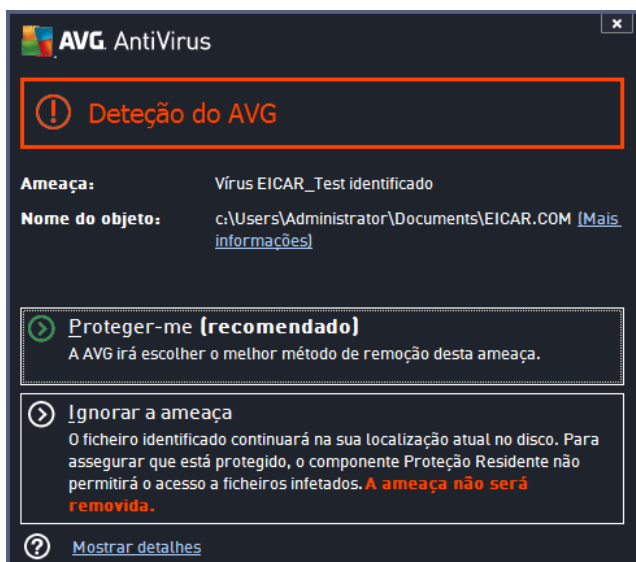 AVG. AntiVirus
Deteção do AVG
Ameaça: Vírus EICAR_Test identificado
Nome do objeto: c:\Users\Administrator\Documents\EICAR.COM (Mais
informações)
Proteger-me (recomendado)
A AVG irá escolher o melhor método de remoção desta ameaça.
Ignorar a ameaça
O ficheiro identificado continuará na sua localização atual no disco. Para
assegurar que está protegido, o componente Proteção Residente não
permitirá o acesso a ficheiros infetados. A ameaça não será
removida.
Mostrar detalhes